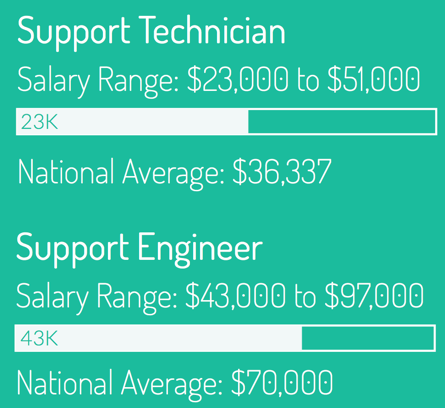 Support Technician
Salary Range: $23,000 to $51,000
23K
National Average: $36,337
Support Engineer
Salary Range: $43,000 to $97,000
43K
National Average: $70,000